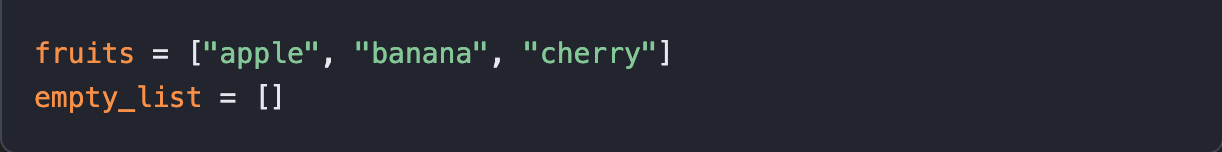 fruits = ["apple", "banana", "cherry"]
empty_list = []